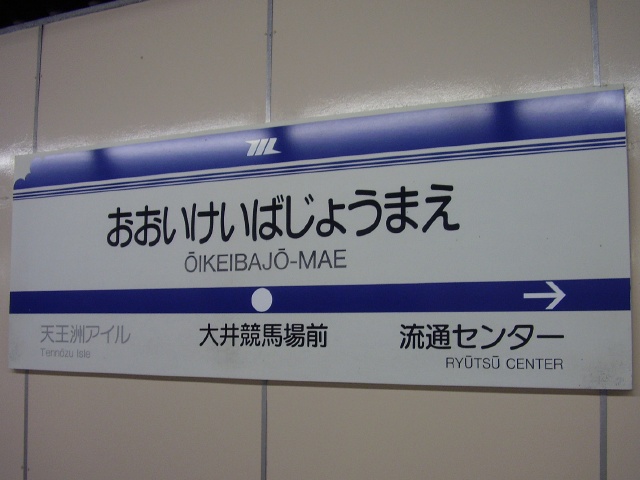 おおいけいばじょうまえ
ŌIKEIBAJŌ-MAE
天王洲アイル 大井競馬場前 流通センター
Tennōzu Isle RYŪTSŪ CENTER